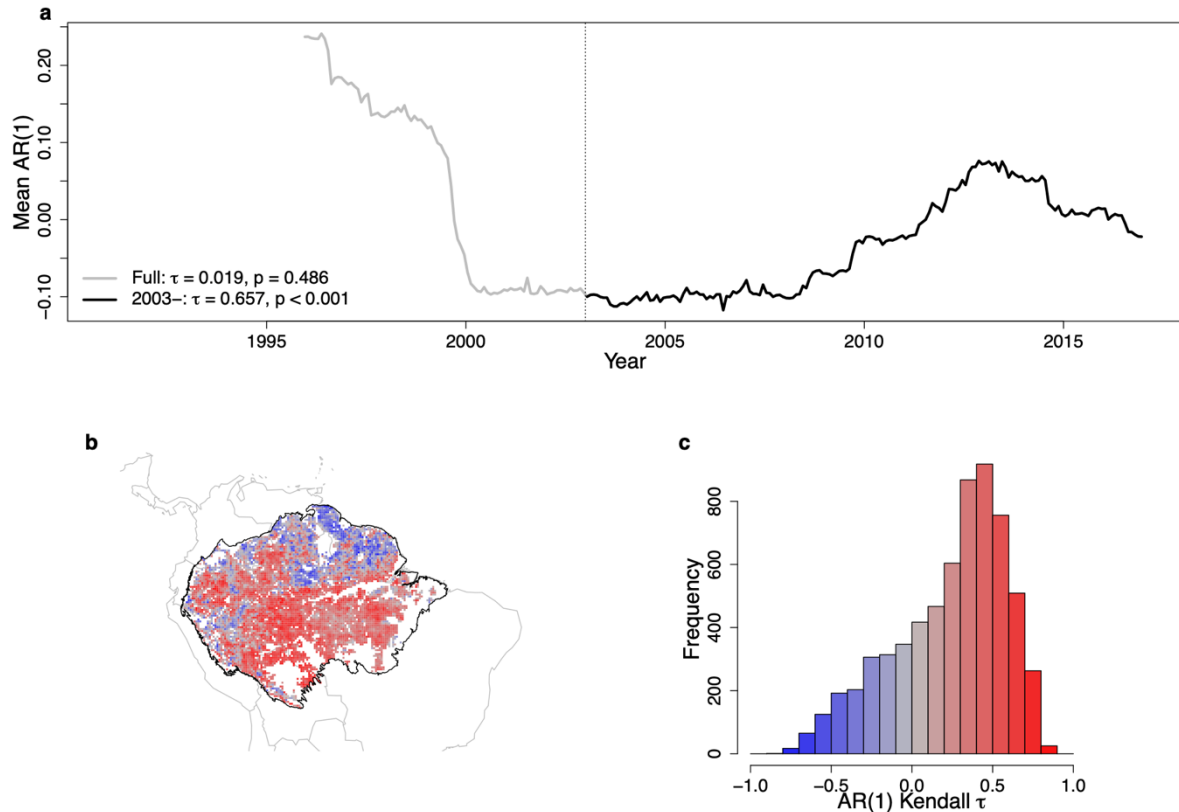 a
Mean AR(1)
0.20
0.10
0.00
−0.10
Full: τ = 0.019, p = 0.486
2003−: τ = 0.657, p < 0.001
1995 2000 2005 2010 2015
Year
b
c
Frequency
800
600
400
200
0
−1.0 −0.5 0.0 0.5 1.0
AR(1) Kendall τ